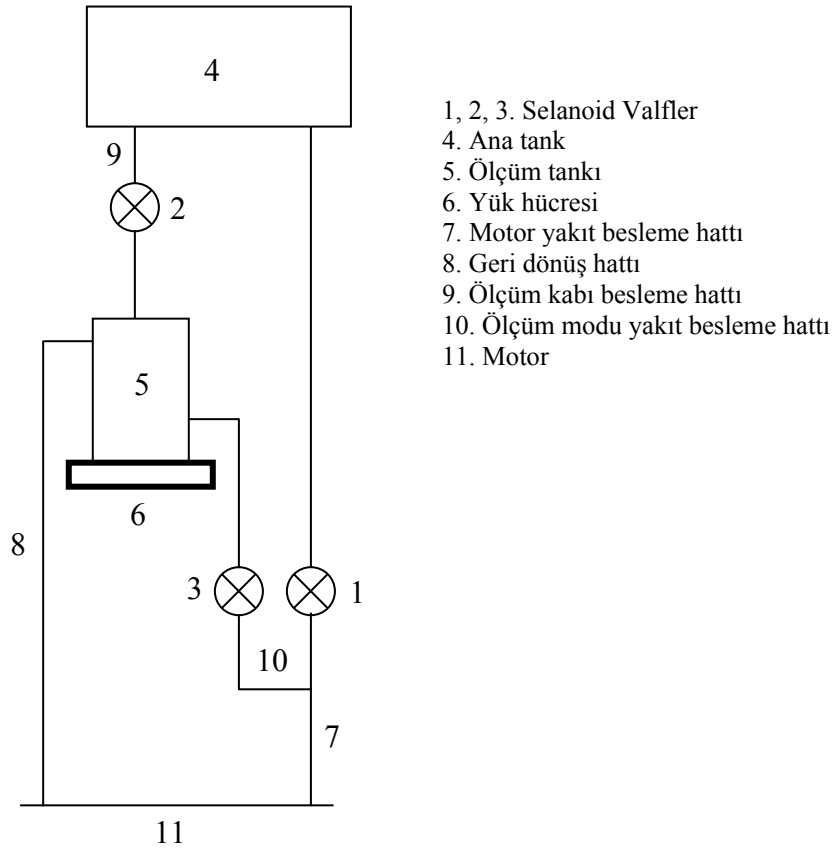 4
9
2
5
6
8
3
1
10
7
11
1, 2, 3. Selanoid Valfler
4. Ana tank
5. Ölçüm tankı
6. Yük hücresi
7. Motor yakıt besleme hattı
8. Geri dönüş hattı
9. Ölçüm kabı besleme hattı
10. Ölçüm modu yakıt besleme hattı
11. Motor